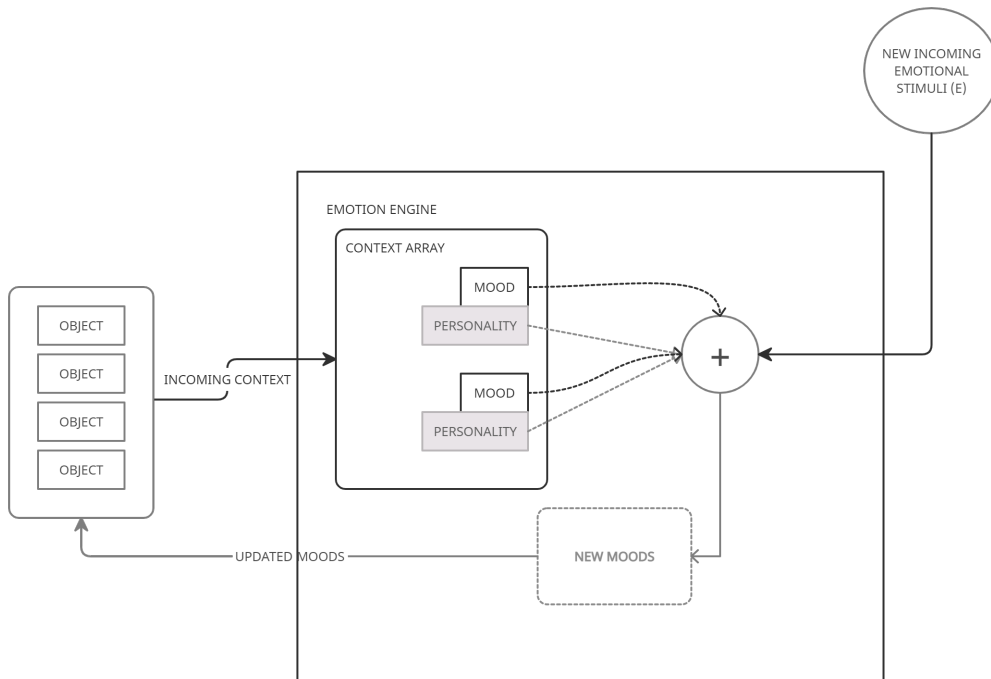 NEW INCOMING
EMOTIONAL
STIMULI (E)
EMOTION ENGINE
CONTEXT ARRAY
MOOD
PERSONALITY
MOOD
PERSONALITY
+
OBJECT
OBJECT
OBJECT
OBJECT
INCOMING CONTEXT
NEW MOODS
UPDATED MOODS